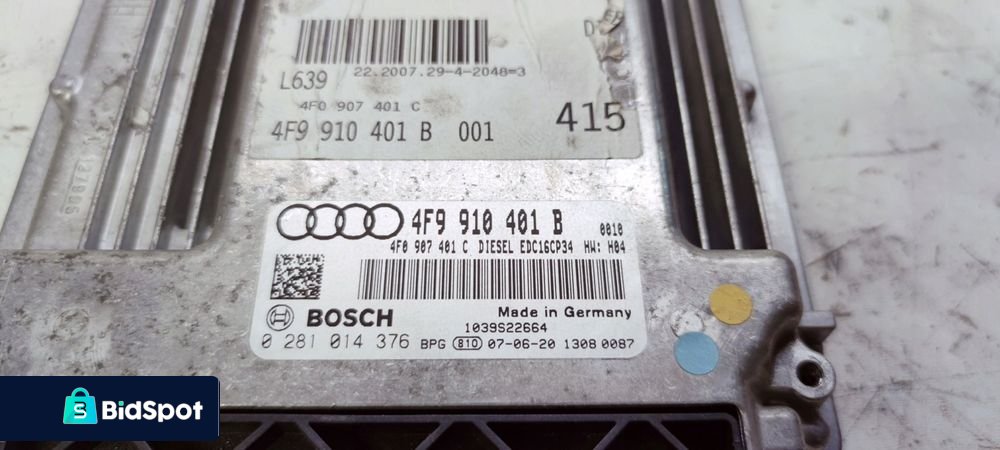 22.2007.29-4-2048-3
L639
4F0 907 401 C
4F9 910 401 B 001
415
4F9 910 401 B 0010
4F0 907 401 C DIESEL EDC16CP34 HW: H04
Made in Germany
BOSCH
1039S22664
0 281 014 376 BPG 810 07-06-20 1308 0087
BidSpot